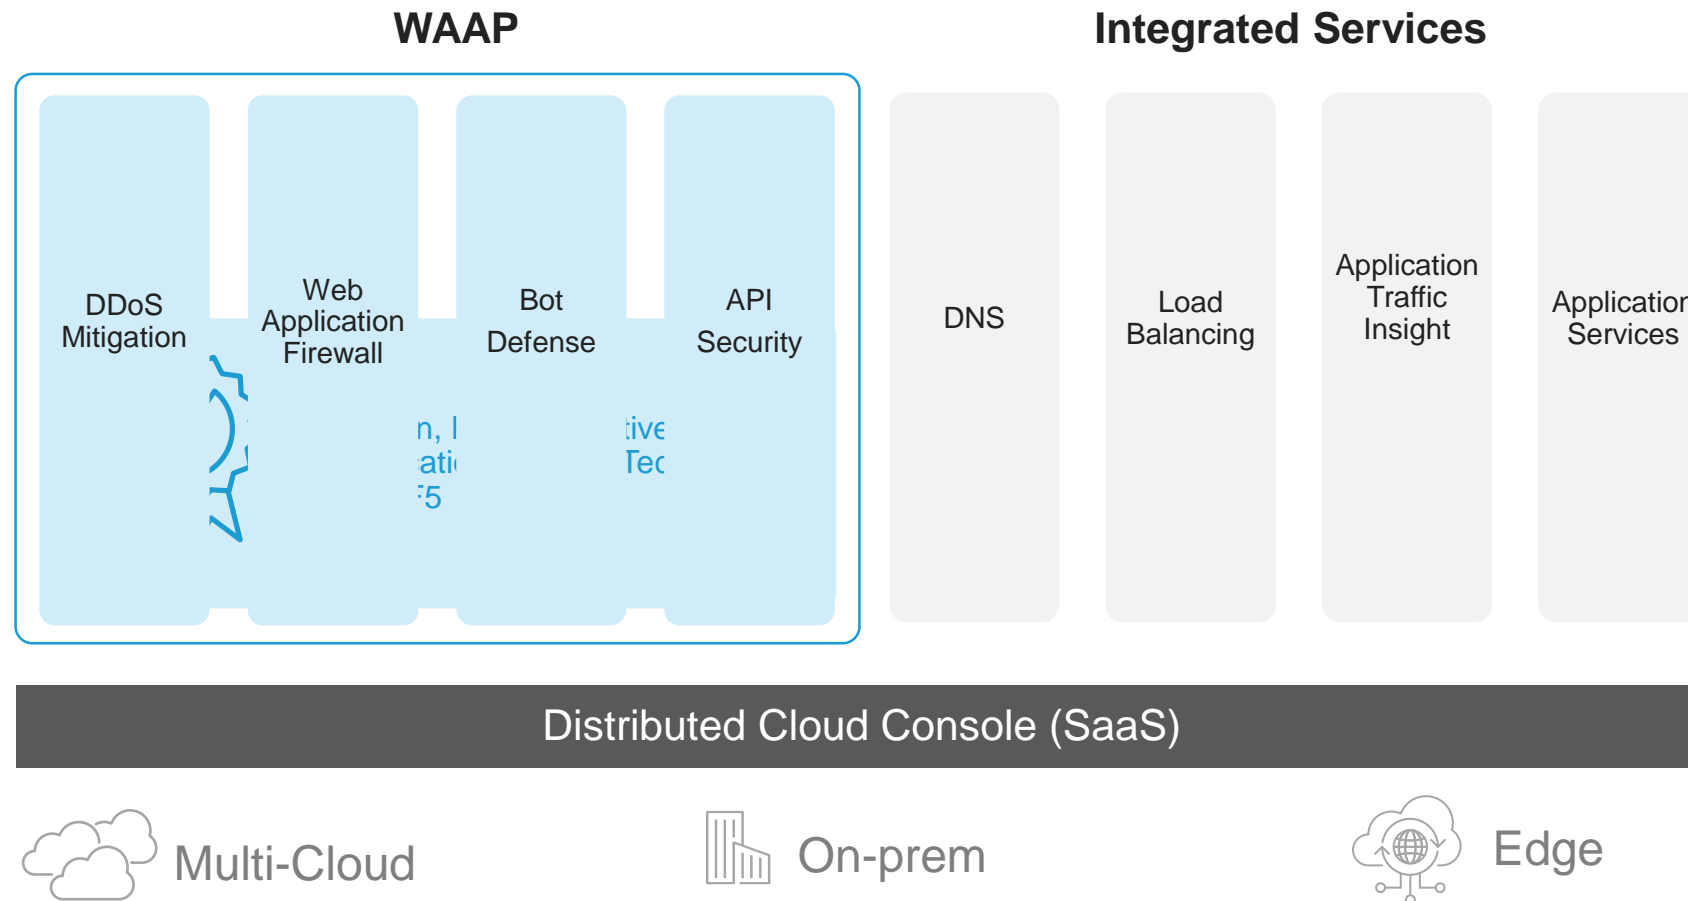 WAAP
Integrated Services
DDoS
Mitigation
Web
Application
Firewall
Bot
Defense
API
Security
DNS
Load
Balancing
Application
Traffic
Insight
Application
Services
Distributed Cloud Console (SaaS)
Multi-Cloud
On-prem
Edge